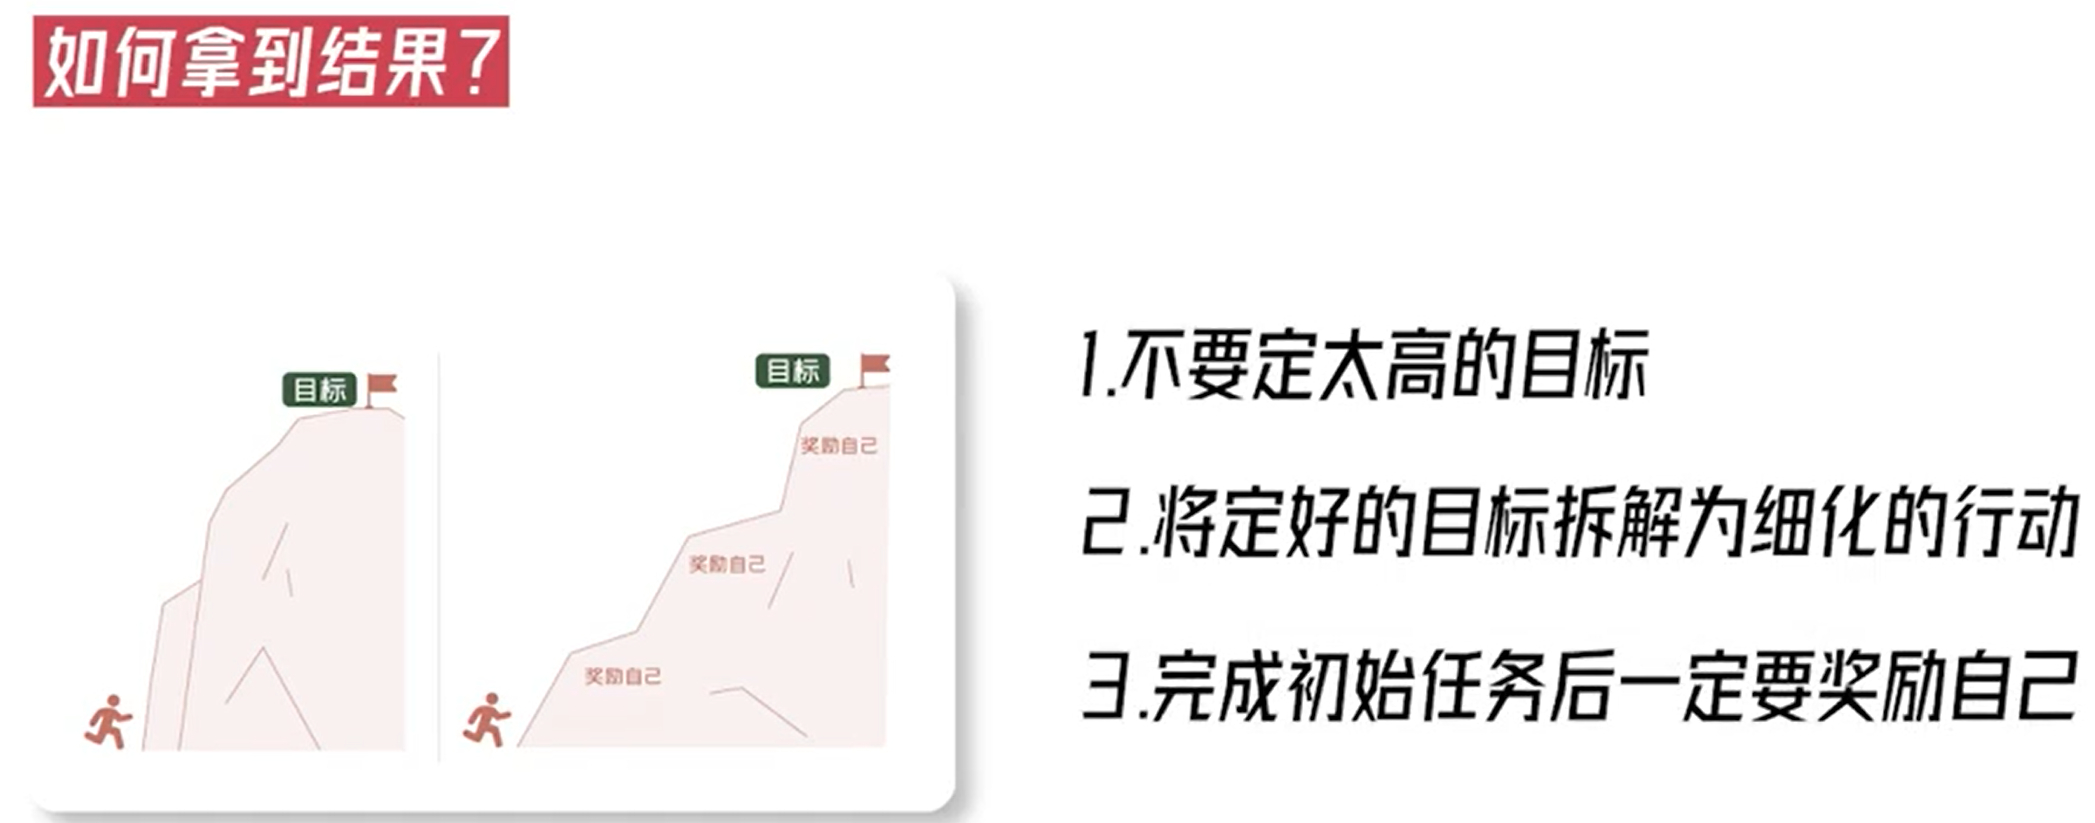 如何拿到结果？
目标
目标
奖励自己
奖励自己
奖励自己
1.不要定太高的目标
2.将定好的目标拆解为细化的行动
3.完成初始任务后一定要奖励自己